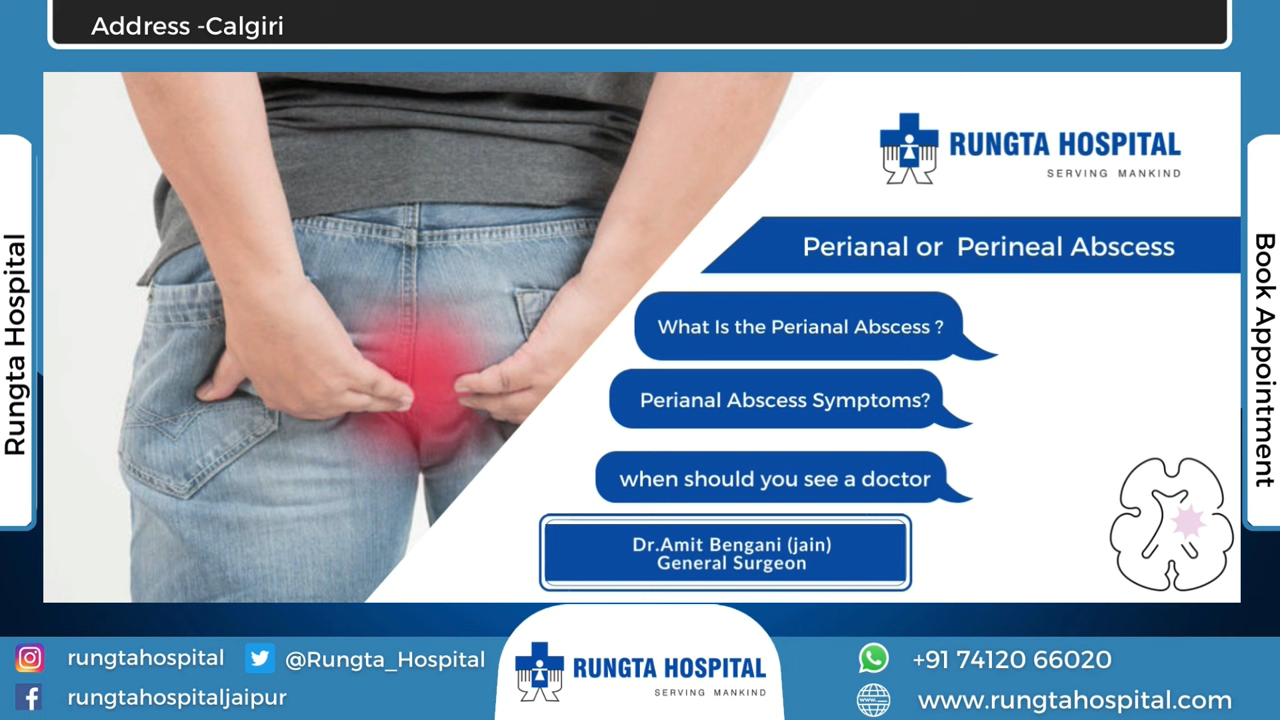 Address -Calgiri
RUNGTA HOSPITAL
SERVING MANKIND
Perianal or Perineal Abscess
What Is the Perianal Abscess ?
Perianal Abscess Symptoms?
when should you see a doctor
Dr.Amit Bengani (jain)
General Surgeon
Rungta Hospital
Book Appointment
rungtahospital
@Rungta_Hospital
rungtahospitaljaipur
RUNGTA HOSPITAL
SERVING MANKIND
+91 74120 66020
www.rungtahospital.com